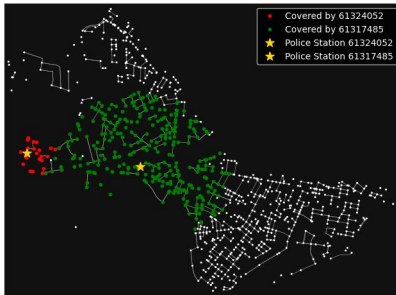 Covered by 61324052
Covered by 61317485
Police Station 61324052
Police Station 61317485